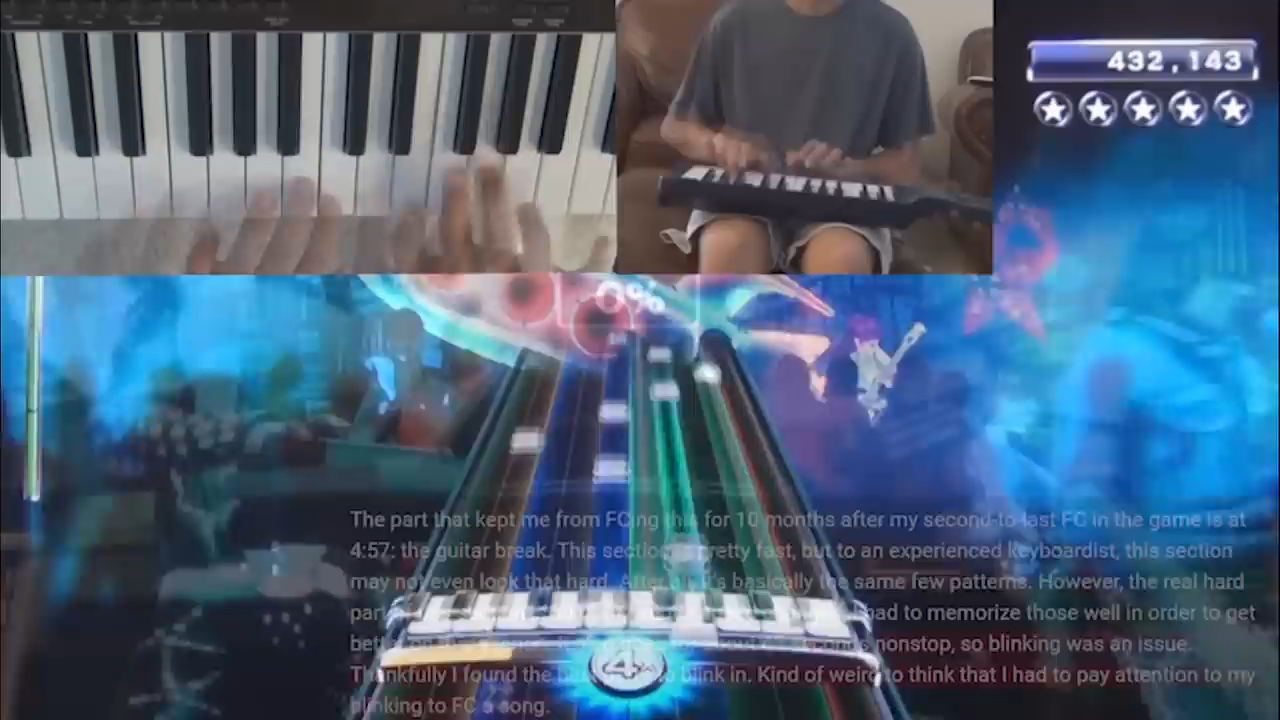 432,143
0%
The part that kept me from FCing this for 10 months after my second-to-last FC in the game is at
4:57: the guitar break. This section is pretty fast, but to an experienced keyboardist, this section
may not even look that hard. After all it's basically the same few patterns. However, the real hard
par had to memorize those well in order to get
bett nonstop, so blinking was an issue.
Thankfully I found the blink in. Kind of weird to think that I had to pay attention to my
blinking to FC a song.
4x